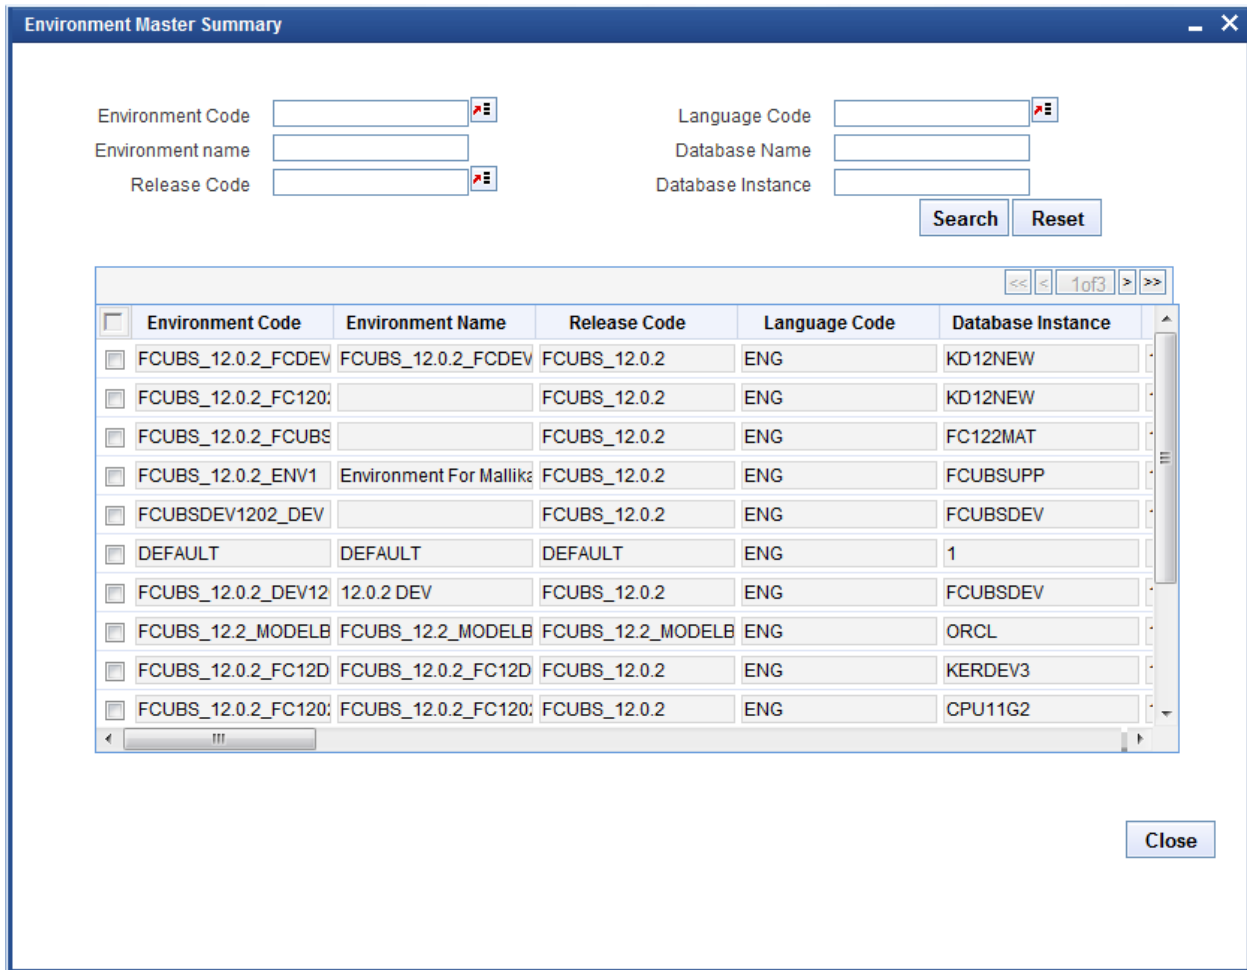 Environment Master Summary
Environment Code Language Code
Environment name Database Name
Release Code Database Instance
Search Reset
<< < 1of3 > >>
Environment Code Environment Name Release Code Language Code Database Instance
FCUBS_12.0.2_FCDEV FCUBS_12.0.2_FCDEV FCUBS_12.0.2 ENG KD12NEW
FCUBS_12.0.2_FC1202 FCUBS_12.0.2 ENG KD12NEW
FCUBS_12.0.2_FCUBS FCUBS_12.0.2 ENG FC122MAT
FCUBS_12.0.2_ENV1 Environment For Mallika FCUBS_12.0.2 ENG FCUBSUPP
FCUBSDEV1202_DEV FCUBS_12.0.2 ENG FCUBSDEV
DEFAULT DEFAULT DEFAULT ENG 1
FCUBS_12.0.2_DEV12 12.0.2 DEV FCUBS_12.0.2 ENG FCUBSDEV
FCUBS_12.2_MODELB FCUBS_12.2_MODELB FCUBS_12.2_MODELB ENG ORCL
FCUBS_12.0.2_FC12D FCUBS_12.0.2_FC12D FCUBS_12.0.2 ENG KERDEV3
FCUBS_12.0.2_FC1202 FCUBS_12.0.2_FC1202 FCUBS_12.0.2 ENG CPU11G2
Close